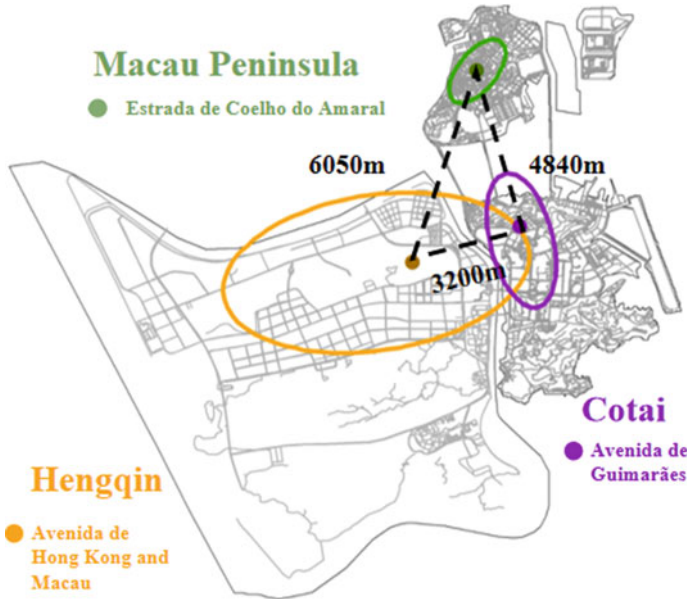 Macau Peninsula
Estrada de Coelho do Amaral
6050m
4840m
3200m
Cotai
Avenida de
Guimarães
Hengqin
Avenida de
Hong Kong and
Macau